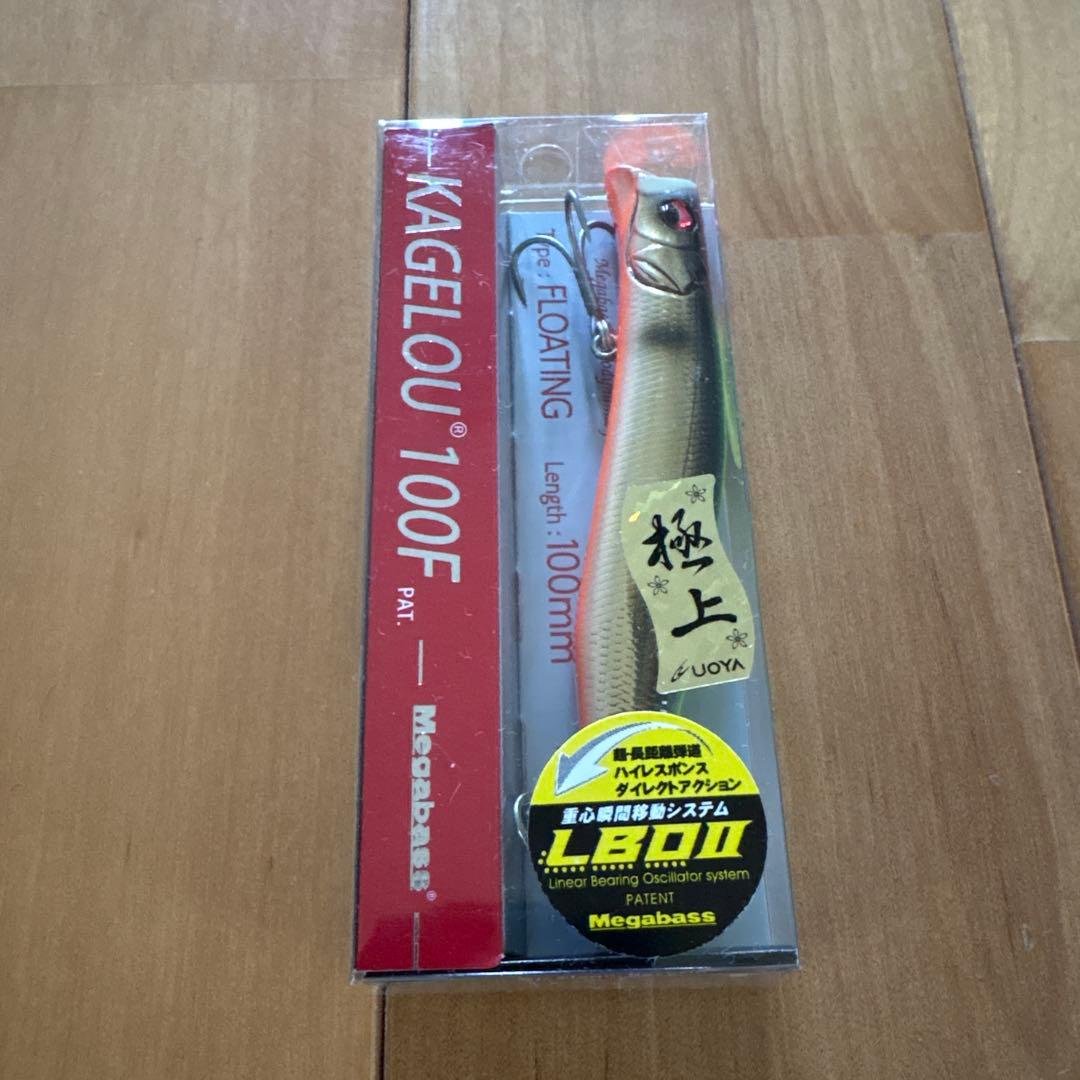 KAGELOU® 100F PAT.
Megabass®
Type : FLOATING
Length : 100mm
極上
UOYA
超・長距離弾道
ハイレスポンス
ダイレクトアクション
重心瞬間移動システム
LBOII
Linear Bearing Oscillator system
PATENT
Megabass